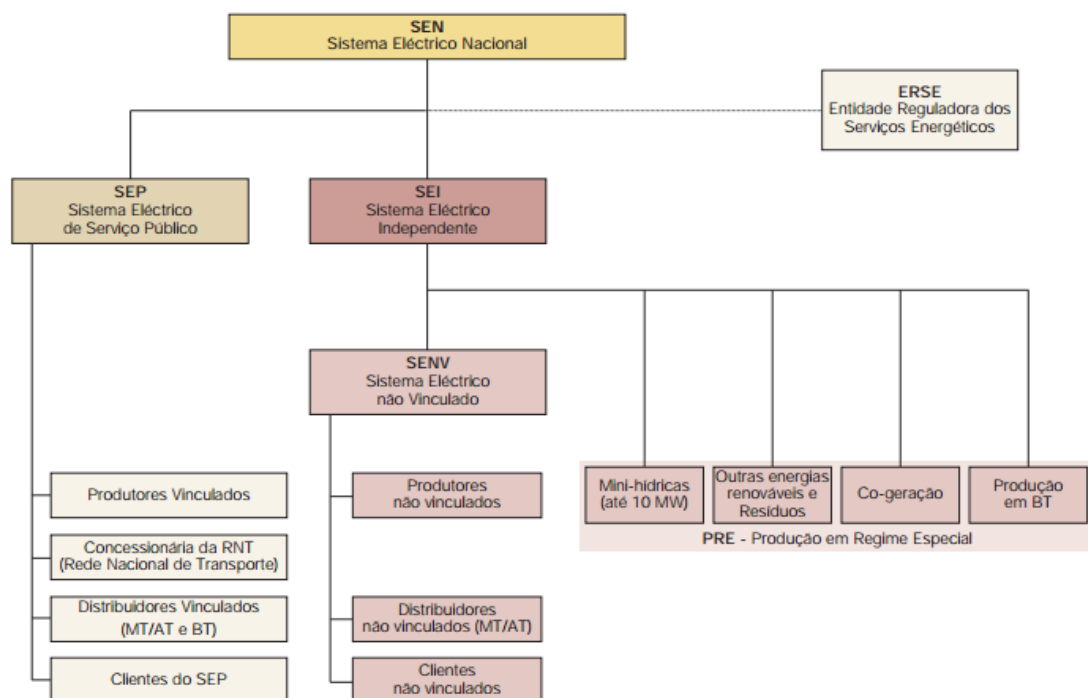 SEN
Sistema Eléctrico Nacional
ERSE
Entidade Reguladora dos
Serviços Energéticos
SEP
Sistema Eléctrico
de Serviço Público
SEI
Sistema Eléctrico
Independente
SENV
Sistema Eléctrico
não Vinculado
Produtores Vinculados
Concessionária da RNT
(Rede Nacional de Transporte)
Distribuidores Vinculados
(MT/AT e BT)
Clientes do SEP
Produtores
não vinculados
Distribuidores
não vinculados (MT/AT)
Clientes
não vinculados
Mini-hídricas
(até 10 MW)
Outras energias
renováveis e
Resíduos
Co-geração
Produção
em BT
PRE - Produção em Regime Especial